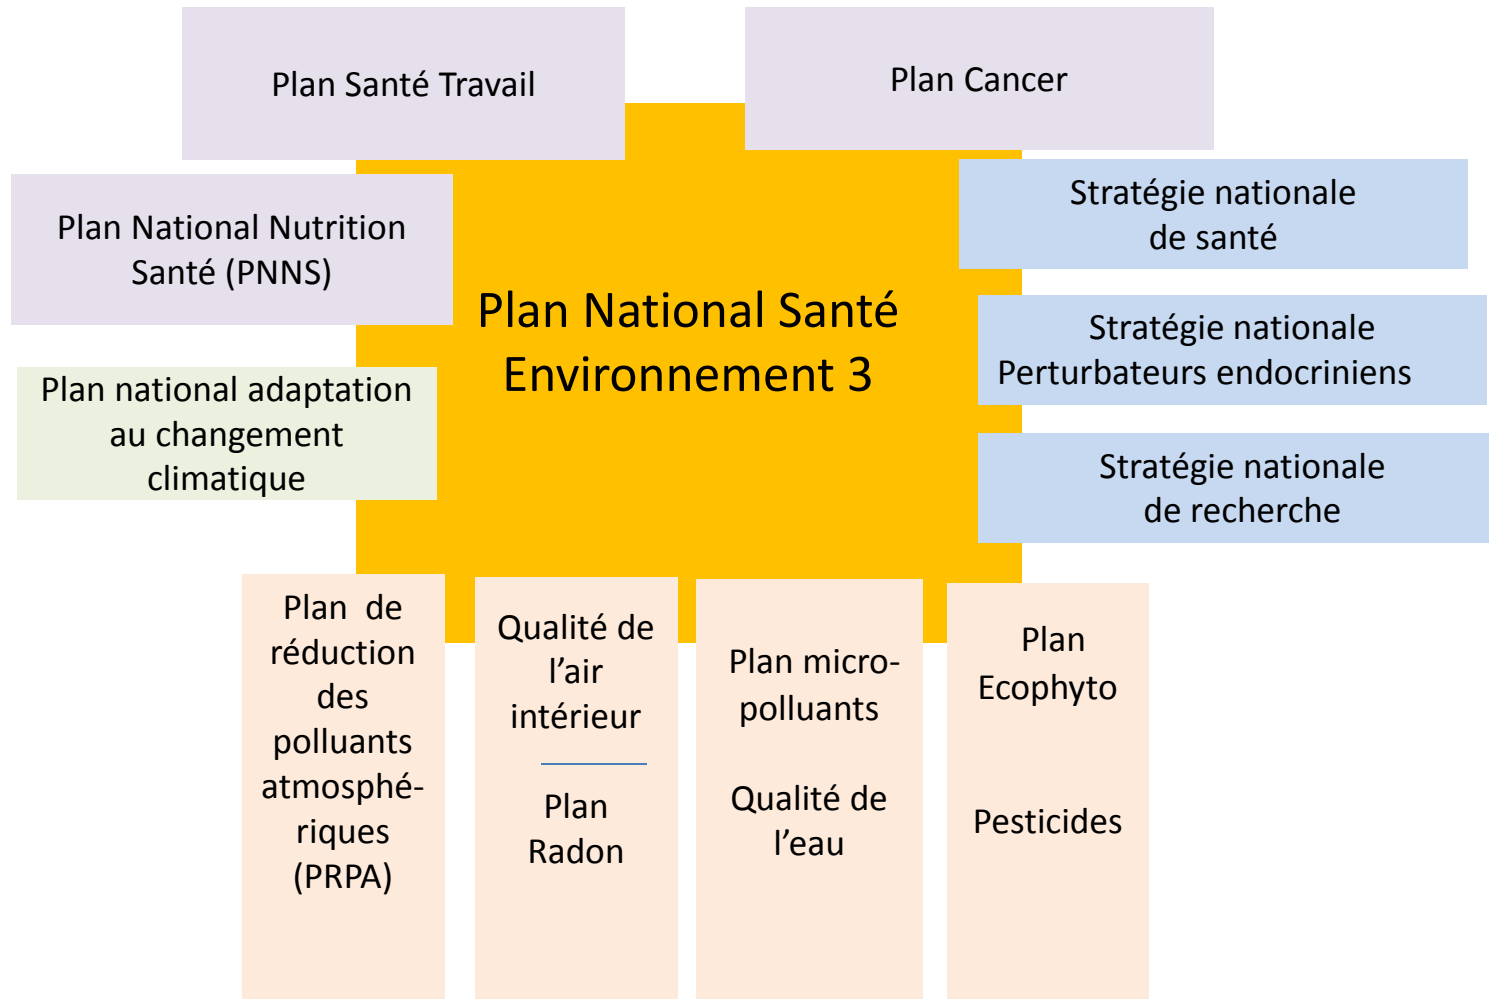 Plan Santé Travail
Plan Cancer
Plan National Nutrition
Santé (PNNS)
Stratégie nationale
de santé
Plan National Santé
Environnement 3
Stratégie nationale
Perturbateurs endocriniens
Plan national adaptation
au changement
climatique
Stratégie nationale
de recherche
Plan de
réduction
des
polluants
atmosphé-
riques
(PRPA)
Qualité de
l’air
intérieur
Plan
Radon
Plan micro-
polluants
Qualité de
l’eau
Plan
Ecophyto
Pesticides